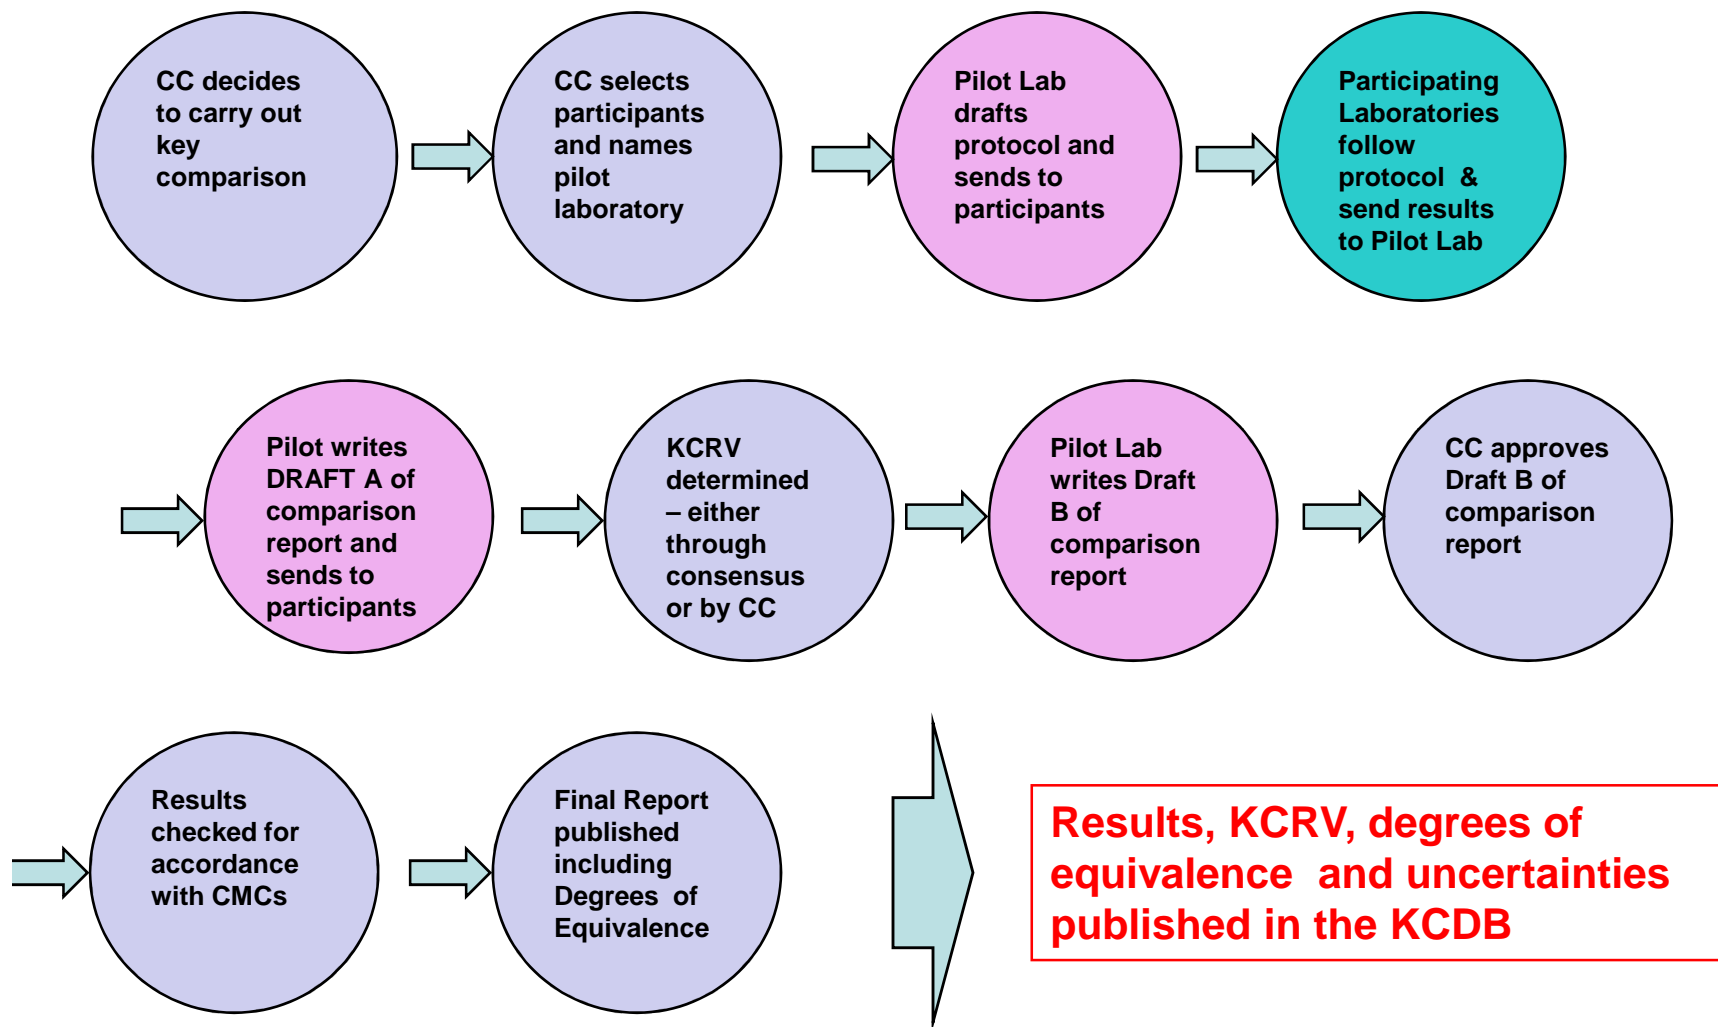 CC decides
to carry out
key
comparison
CC selects
participants
and names
pilot
laboratory
Pilot Lab
drafts
protocol and
sends to
participants
Participating
Laboratories
follow
protocol &
send results
to Pilot Lab
Pilot writes
DRAFT A of
comparison
report and
sends to
participants
KCRV
determined
– either
through
consensus
or by CC
Pilot Lab
writes Draft
B of
comparison
report
CC approves
Draft B of
comparison
report
Results
checked for
accordance
with CMCs
Final Report
published
including
Degrees of
Equivalence
Results, KCRV, degrees of
equivalence and uncertainties
published in the KCDB